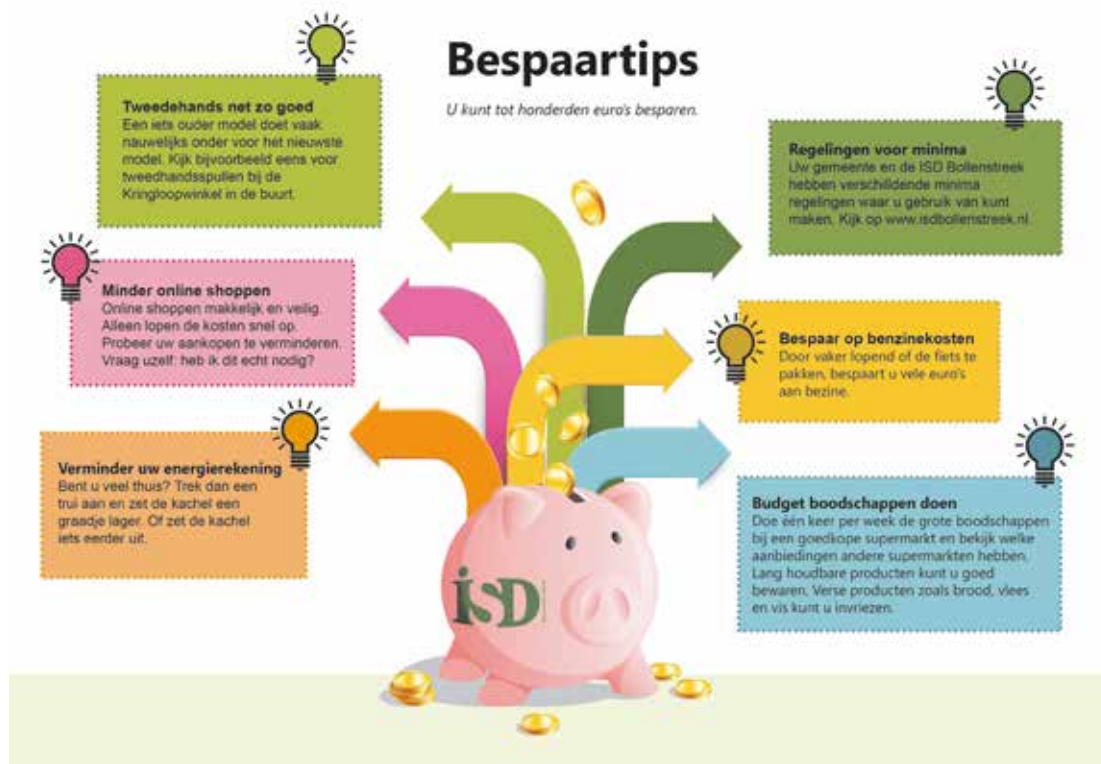 Bespaartips
U kunt tot honderden euro's besparen.
Tweedehands net zo goed
Een iets ouder model doet vaak
nauwelijks onder voor het nieuwste
model. Kijk bijvoorbeeld eens voor
tweedhandsspullen bij de
Kringloopwinkel in de buurt.
Minder online shoppen
Online shoppen makkelijk en veilig.
Alleen lopen de kosten snel op.
Probeer uw aankopen te verminderen.
Vraag uzelf: heb ik dit echt nodig?
Verminder uw energierekening
Bent u veel thuis? Trek dan een
trui aan en zet de kachel een
graadje lager. Of zet de kachel
iets eerder uit.
Regelingen voor minima
Uw gemeente en de ISD Bollenstreek
hebben verschillende minima
regelingen waar u gebruik van kunt
maken. Kijk op www.isdbollenstreek.nl.
Bespaar op benzinekosten
Door vaker lopend of de fiets te
pakken, bespaart u vele euro's
aan bezine.
Budget boodschappen doen
Doe één keer per week de grote boodschappen
bij een goedkope supermarkt en bekijk welke
aanbiedingen andere supermarkten hebben.
Lang houdbare producten kunt u goed
bewaren. Verse producten zoals brood, vlees
en vis kunt u invriezen.
iSD